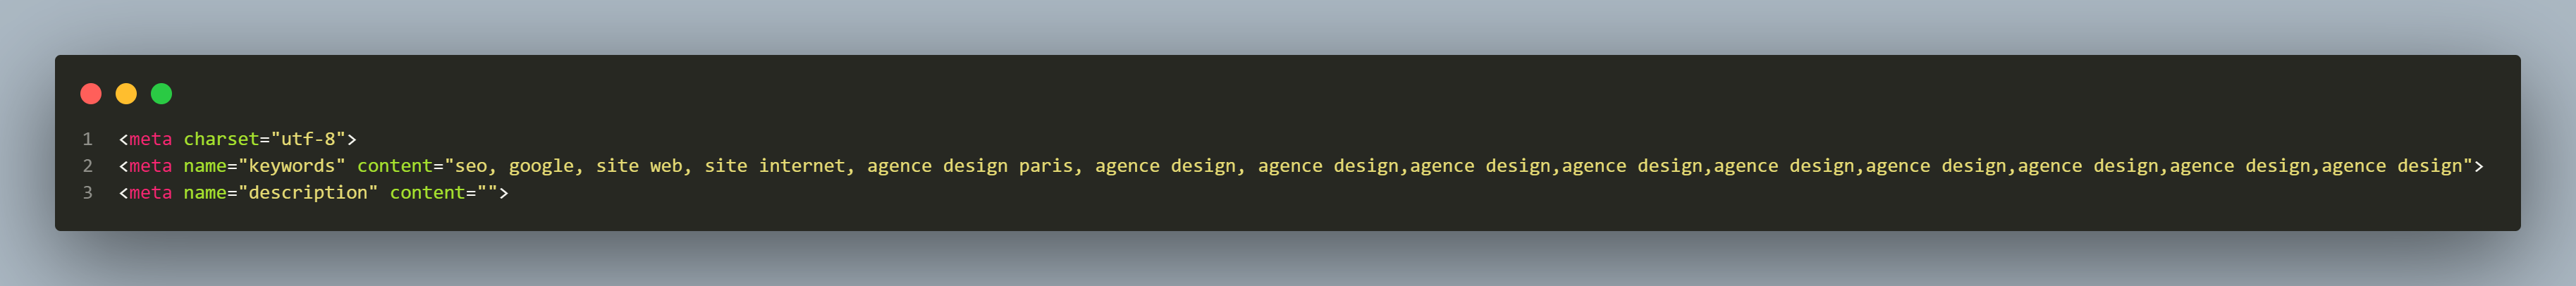 1 <meta charset="utf-8">
2 <meta name="keywords" content="seo, google, site web, site internet, agence design paris, agence design, agence design,agence design,agence design,agence design,agence design,agence design,agence design,agence design">
3 <meta name="description" content="">